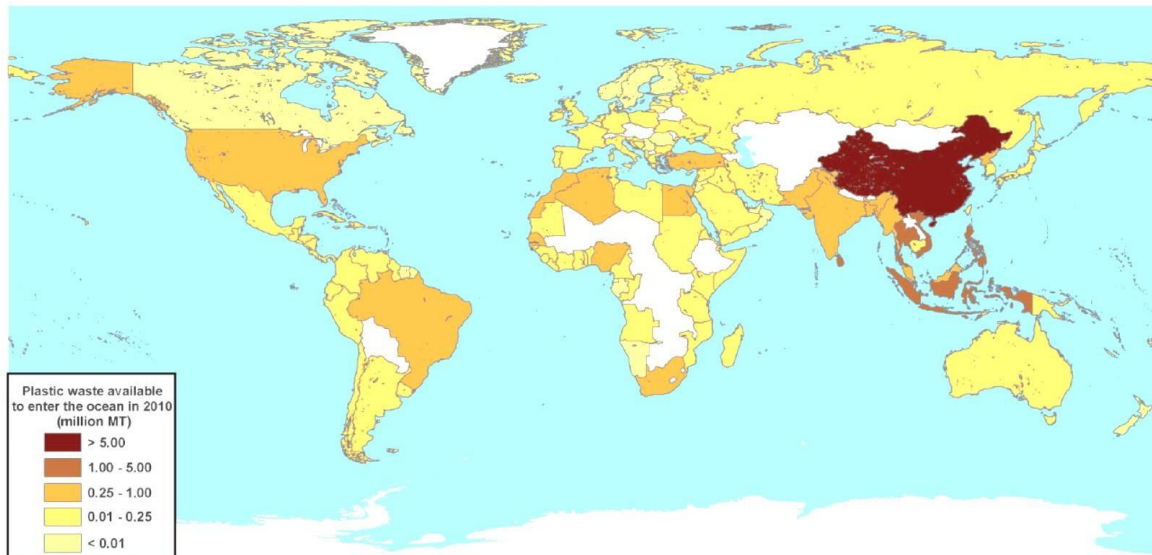 Plastic waste available
to enter the ocean in 2010
(million MT)
> 5.00
1.00 - 5.00
0.25 - 1.00
0.01 - 0.25
< 0.01